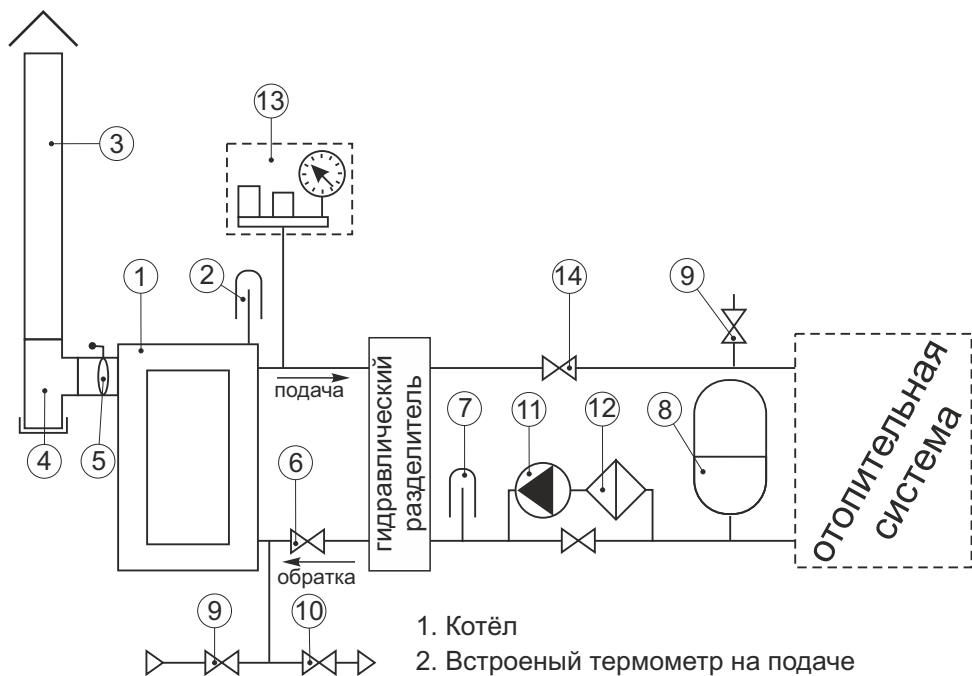 13
3
1
2
14
9
подача
гидравлический
разделитель
7
11
12
8
отопительная
система
4
5
6
обратка
9
10
1. Котёл
2. Встроеный термометр на подаче